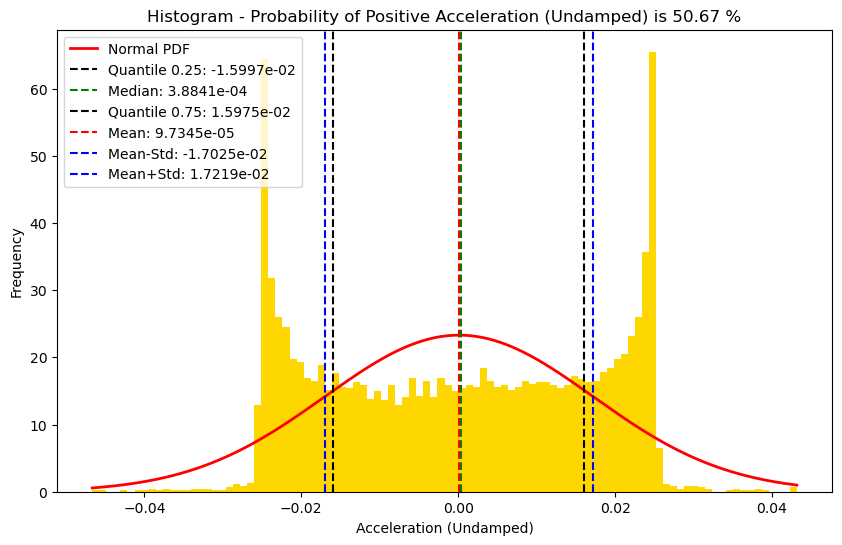 Histogram - Probability of Positive Acceleration (Undamped) is 50.67 %
Normal PDF
Quantile 0.25: -1.5997e-02
Median: 3.8841e-04
Quantile 0.75: 1.5975e-02
Mean: 9.7345e-05
Mean-Std: -1.7025e-02
Mean+Std: 1.7219e-02
Frequency
60
50
40
30
20
10
0
−0.04
−0.02
0.00
0.02
0.04
Acceleration (Undamped)